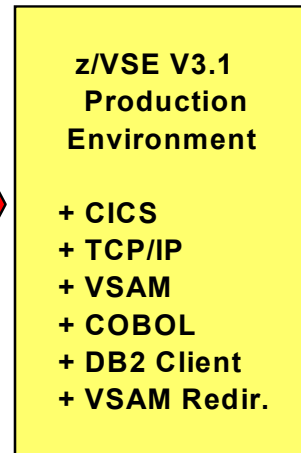 z/VSE V3.1
Production
Environment
+ CICS
+ TCP/IP
+ VSAM
+ COBOL
+ DB2 Client
+ VSAM Redir.